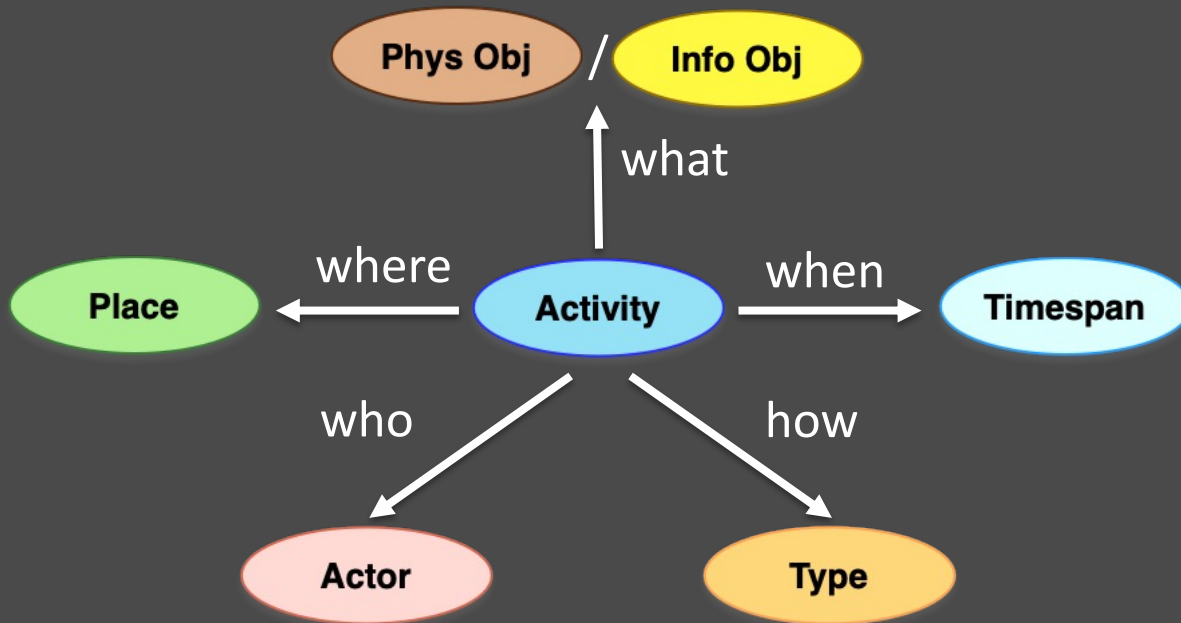 Phys Obj / Info Obj
what
where
when
Place
Activity
Timespan
who
how
Actor
Type